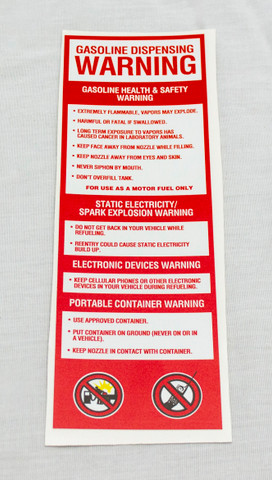 GASOLINE DISPENSING
WARNING
GASOLINE HEALTH & SAFETY
WARNING
• EXTREMELY FLAMMABLE, VAPORS MAY EXPLODE.
• HARMFUL OR FATAL IF SWALLOWED.
• LONG TERM EXPOSURE TO VAPORS HAS
CAUSED CANCER IN LABORATORY ANIMALS.
• KEEP FACE AWAY FROM NOZZLE WHILE FILLING.
• KEEP NOZZLE AWAY FROM EYES AND SKIN.
• NEVER SIPHON BY MOUTH.
• DON'T OVERFILL TANK.
FOR USE AS A MOTOR FUEL ONLY
STATIC ELECTRICITY/
SPARK EXPLOSION WARNING
• DO NOT GET BACK IN YOUR VEHICLE WHILE
REFUELING.
• REENTRY COULD CAUSE STATIC ELECTRICITY
BUILD UP.
ELECTRONIC DEVICES WARNING
• KEEP CELLULAR PHONES OR OTHER ELECTRONIC
DEVICES IN YOUR VEHICLE DURING REFUELING.
PORTABLE CONTAINER WARNING
• USE APPROVED CONTAINER.
• PUT CONTAINER ON GROUND (NEVER ON OR IN
A VEHICLE).
• KEEP NOZZLE IN CONTACT WITH CONTAINER.